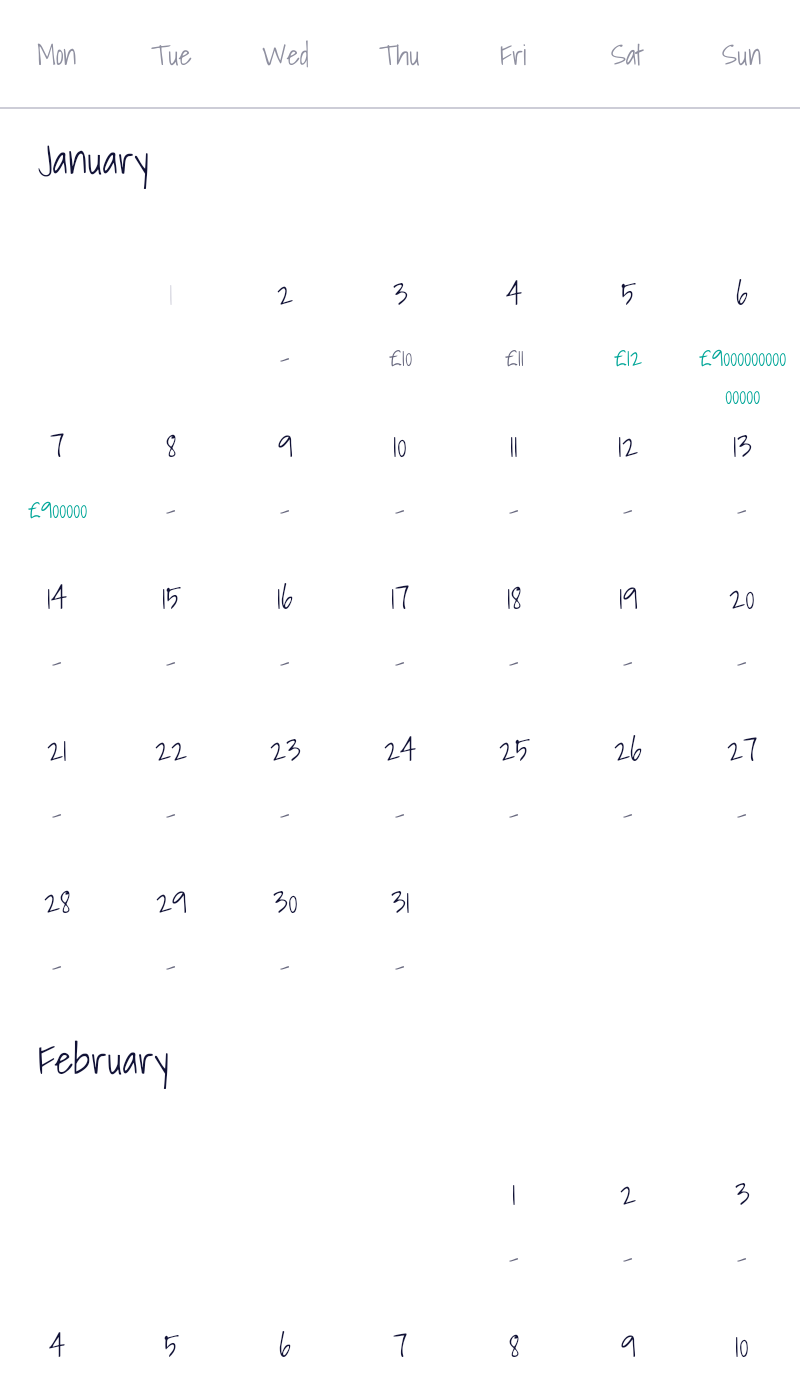 Mon Tue Wed Thu Fri Sat Sun
January
1 2 3 4 5 6
- £10 £11 £12 £9000000000
00000
7 8 9 10 11 12 13
£900000 - - - - - -
14 15 16 17 18 19 20
- - - - - - -
21 22 23 24 25 26 27
- - - - - - -
28 29 30 31
- - - -
February
1 2 3
- - -
4 5 6 7 8 9 10